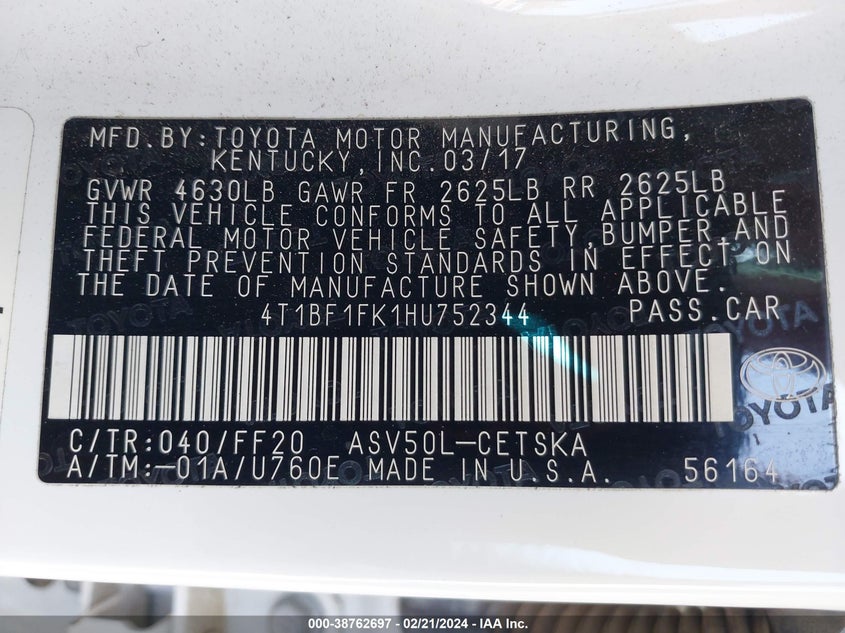 MFD.BY:TOYOTA MOTOR MANUFACTURING,
KENTUCKY,INC.03/17
GVWR 4630LB GAWR FR 2625LB RR 2625LB
THIS VEHICLE CONFORMS TO ALL APPLICABLE
FEDERAL MOTOR VEHICLE SAFETY,BUMPER,AND
THEFT PREVENTION STANDARDS IN EFFECT ON
THE DATE OF MANUFACTURE SHOWN ABOVE.
4T1BF1FK1HU752344 PASS.CAR
TOYOTA
C/TR:040/FF20 ASV50L-CETSKA
A/TM:-01A/U760E MADE IN U.S.A. 56164
000-38762697 - 02/21/2024 - IAA Inc.